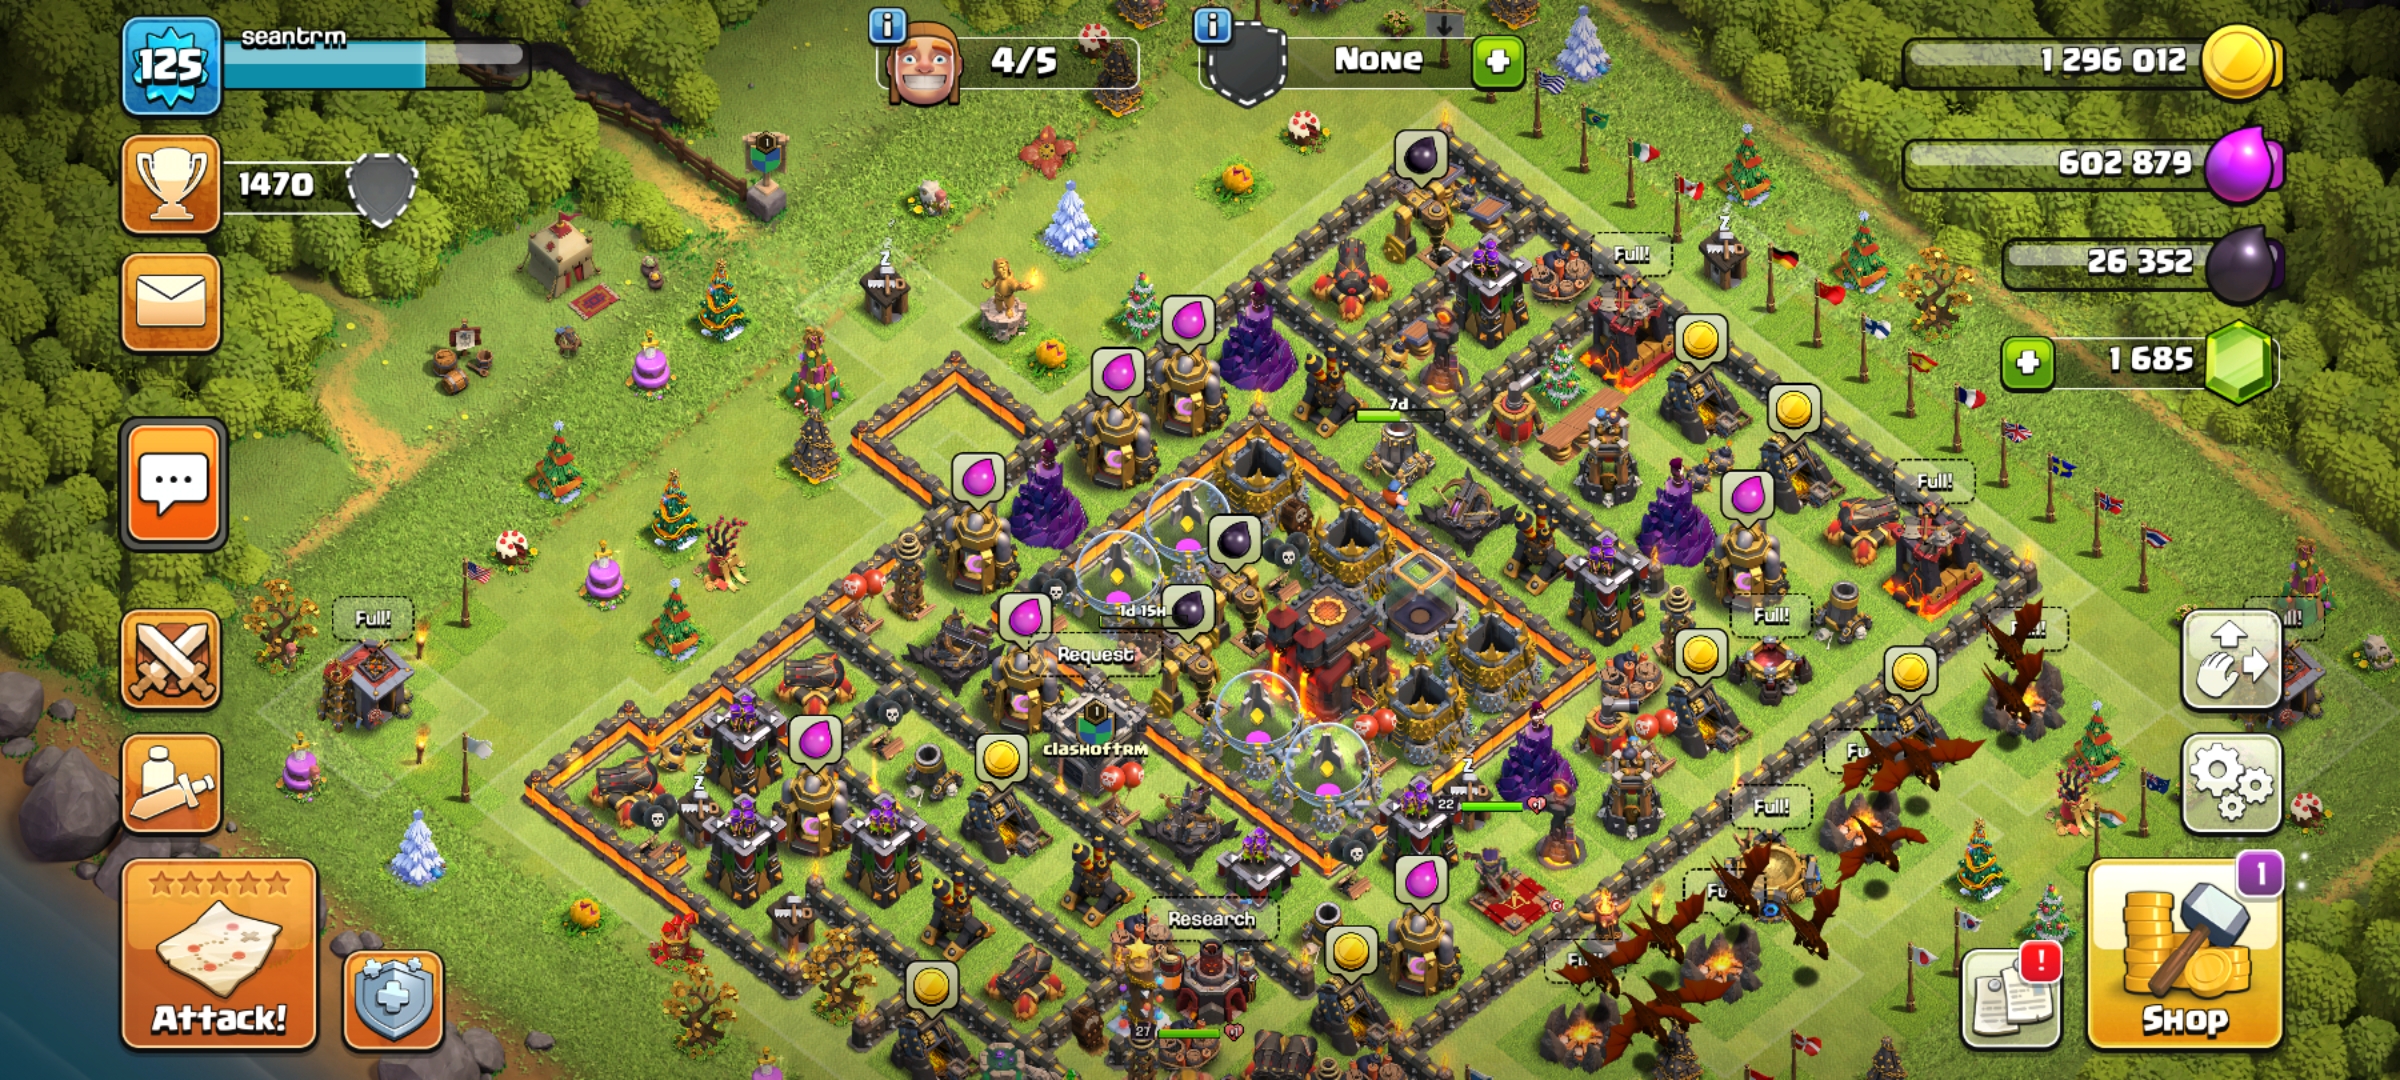 125
seantrm
4/5
None
1 296 012
1470
602 879
26 352
1 685
Full!
Full!
7d
Full!
Full!
Full!
1d 15H
Request
clashoftrm
Full!
22
Research
27
Attack!
1
Shop